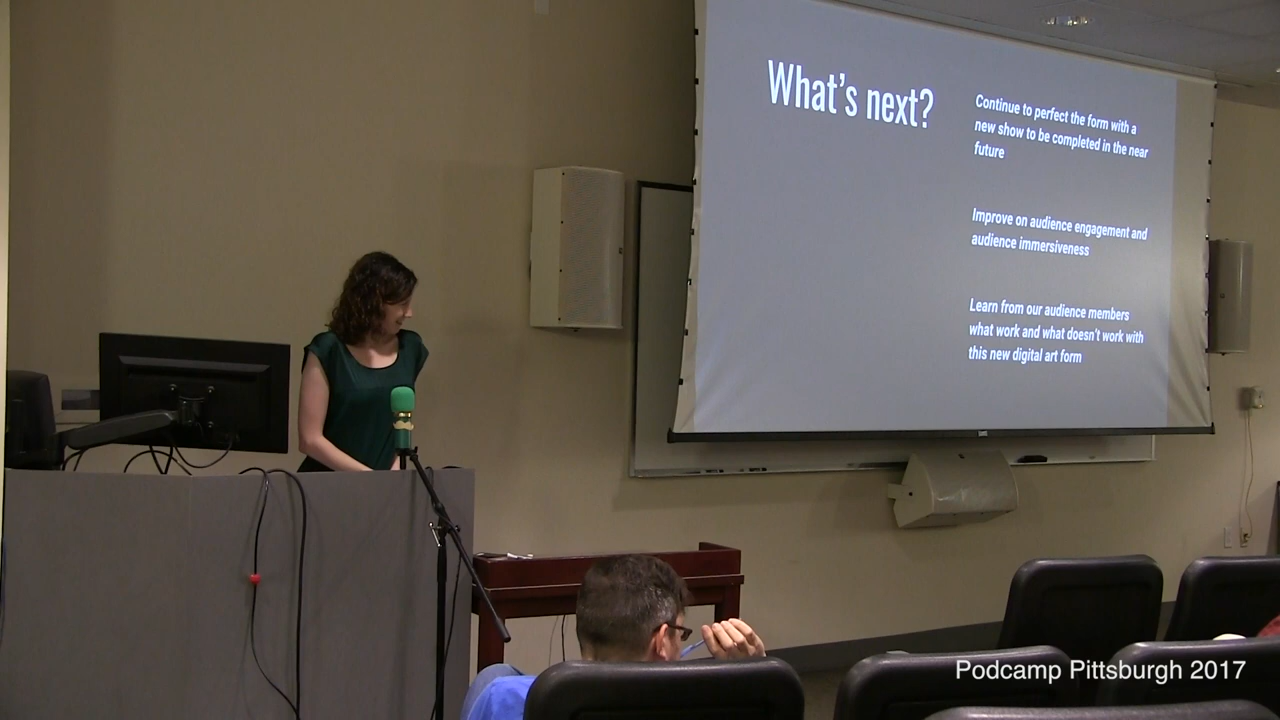 What's next?
Continue to perfect the form with a
new show to be completed in the near
future
Improve on audience engagement and
audience immersiveness
Learn from our audience members
what work and what doesn't work with
this new digital art form
Podcamp Pittsburgh 2017